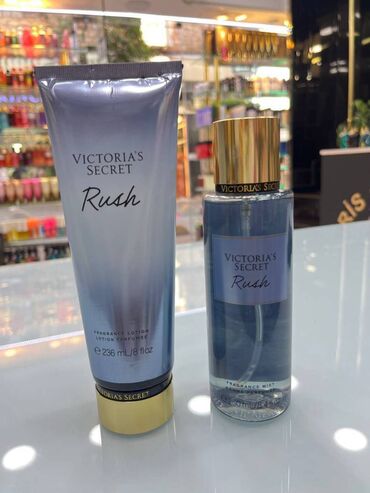 VICTORIA'S
SECRET
Rush
FRAGRANCE LOTION
LOTION PARFUMÉE
℮ 236 mL/8 fl oz
VICTORIA'S SECRET
VICTORIA'S SECRET
VICTORIA'S
SECRET
Rush
FRAGRANCE MIST